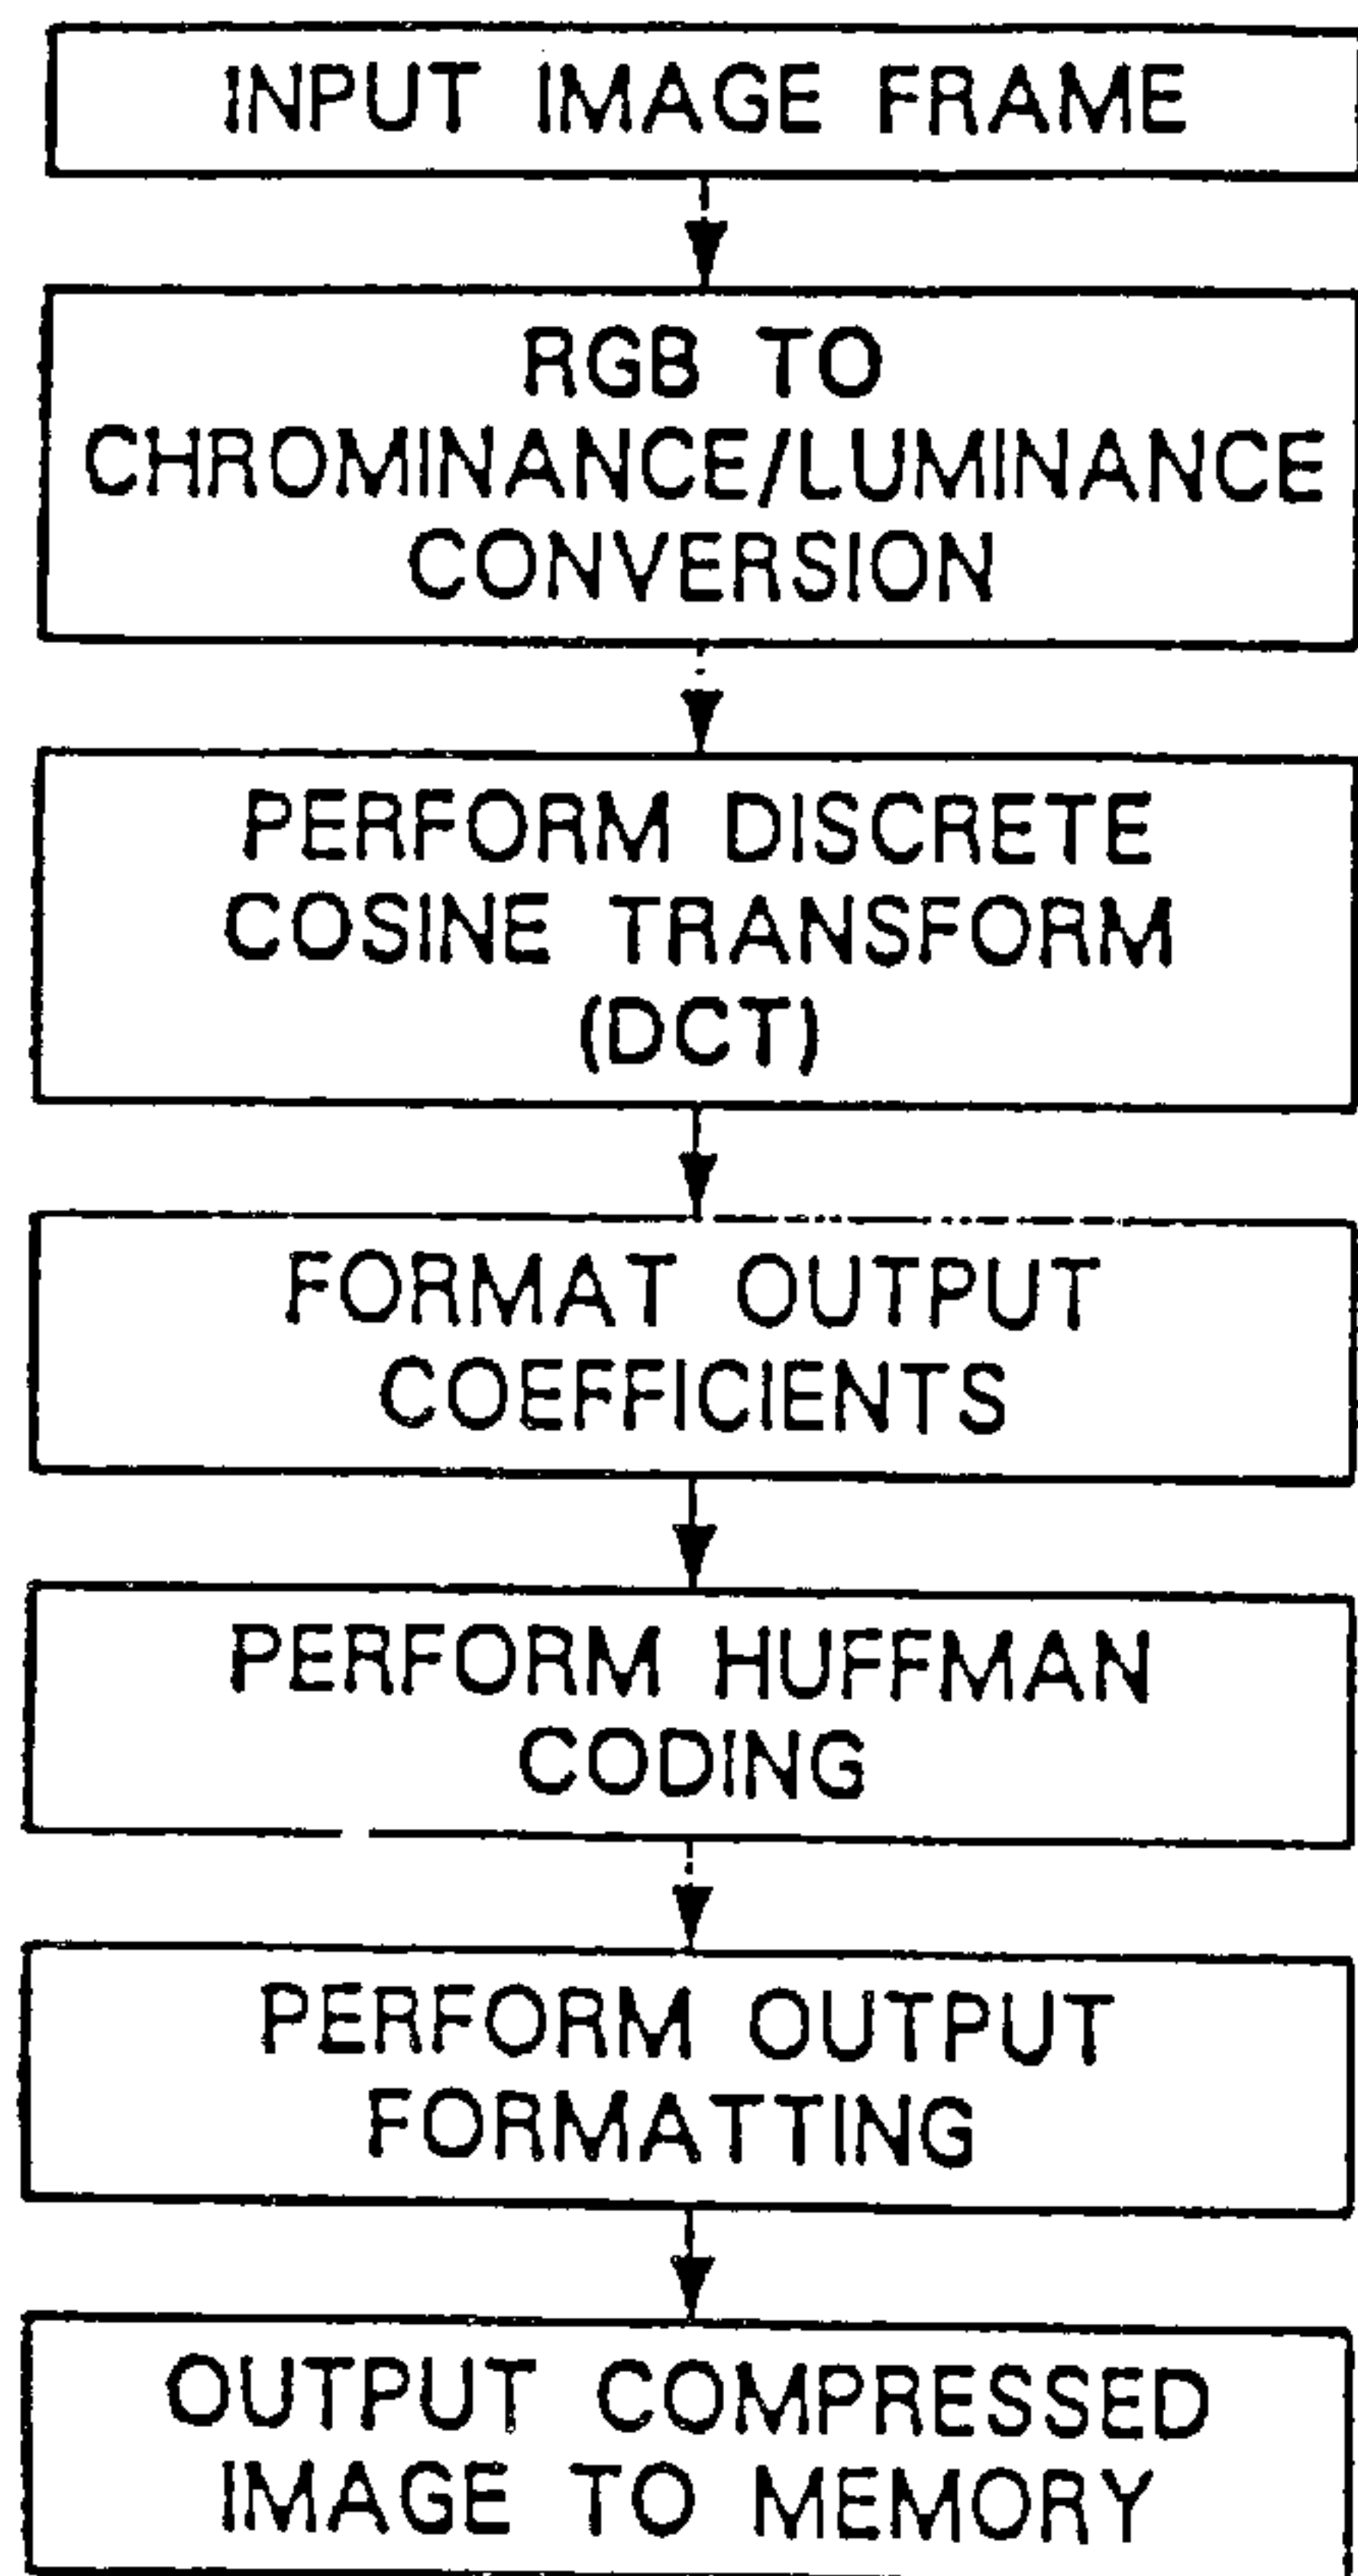 INPUT IMAGE FRAME
RGB TO
CHROMINANCE/LUMINANCE
CONVERSION
PERFORM DISCRETE
COSINE TRANSFORM
(DCT)
FORMAT OUTPUT
COEFFICIENTS
PERFORM HUFFMAN
CODING
PERFORM OUTPUT
FORMATTING
OUTPUT COMPRESSED
IMAGE TO MEMORY